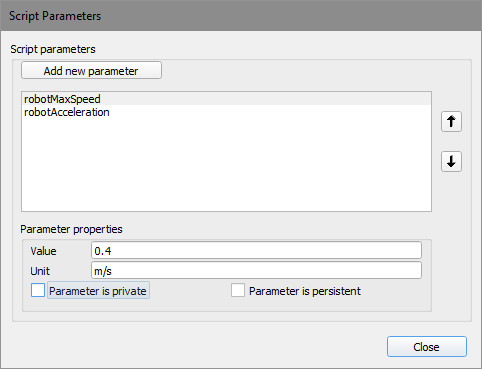 Script Parameters
Script parameters
Add new parameter
robotMaxSpeed
robotAcceleration
Parameter properties
Value 0.4
Unit m/s
Parameter is private Parameter is persistent
Close